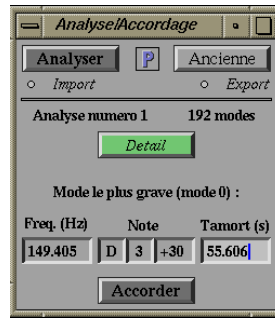 Analyse/Accordage
Analyser P Ancienne
Import Export
Analyse numero 1 192 modes
Detail
Mode le plus grave (mode 0) :
Freq. (Hz) Note Tamort (s)
149.405 D 3 +30 55.606
Accorder